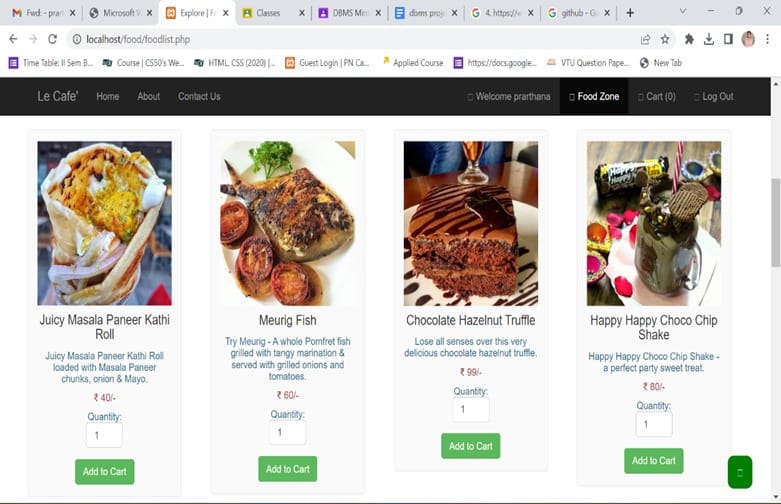 Fwd: - pram
Microsoft W
Explore | Fo
Classes
DBMS Mini
dbms proje
4. https://e
github - Go
localhost/food/foodlist.php
Time Table: II Sem B...
Course | CS50's We...
HTML, CSS (2020) |...
Guest Login | PN Ca...
Applied Course
https://docs.google...
VTU Question Pape...
New Tab
Le Cafe'
Home
About
Contact Us
Welcome prarthana
Food Zone
Cart (0)
Log Out
Juicy Masala Paneer Kathi
Roll
Juicy Masala Paneer Kathi Roll
loaded with Masala Paneer
chunks, onion & Mayo.
₹ 40/-
Quantity:
1
Add to Cart
Meurig Fish
Try Meurig - A whole Pomfret fish
grilled with tangy marination &
served with grilled onions and
tomatoes.
₹ 60/-
Quantity:
1
Add to Cart
Chocolate Hazelnut Truffle
Lose all senses over this very
delicious chocolate hazelnut truffle.
₹ 99/-
Quantity:
1
Add to Cart
Happy
Happy
Happy Happy Choco Chip
Shake
Happy Happy Choco Chip Shake -
a perfect party sweet treat.
₹ 80/-
Quantity:
1
Add to Cart